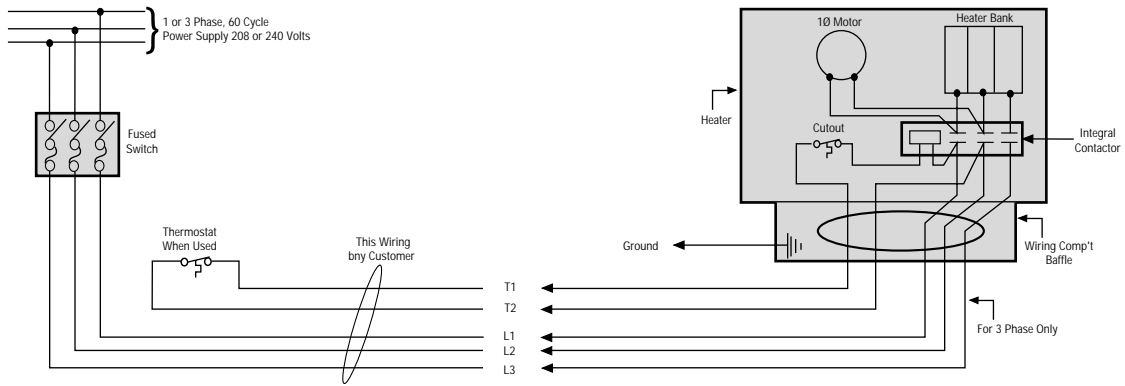 1 or 3 Phase, 60 Cycle
Power Supply 208 or 240 Volts
Fused
Switch
Thermostat
When Used
This Wiring
bny Customer
T1
T2
L1
L2
L3
1Ø Motor
Heater Bank
Heater
Cutout
Integral
Contactor
Ground
Wiring Comp't
Baffle
For 3 Phase Only